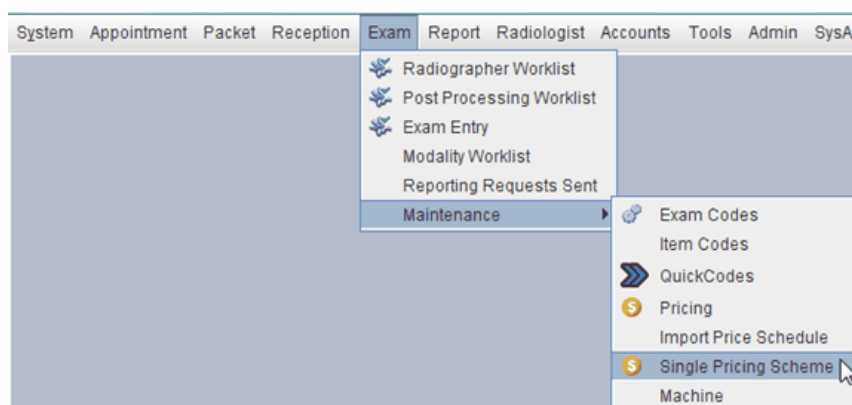 System Appointment Packet Reception Exam Report Radiologist Accounts Tools Admin SysA
Radiographer Worklist
Post Processing Worklist
Exam Entry
Modality Worklist
Reporting Requests Sent
Maintenance
Exam Codes
Item Codes
QuickCodes
Pricing
Import Price Schedule
Single Pricing Scheme
Machine